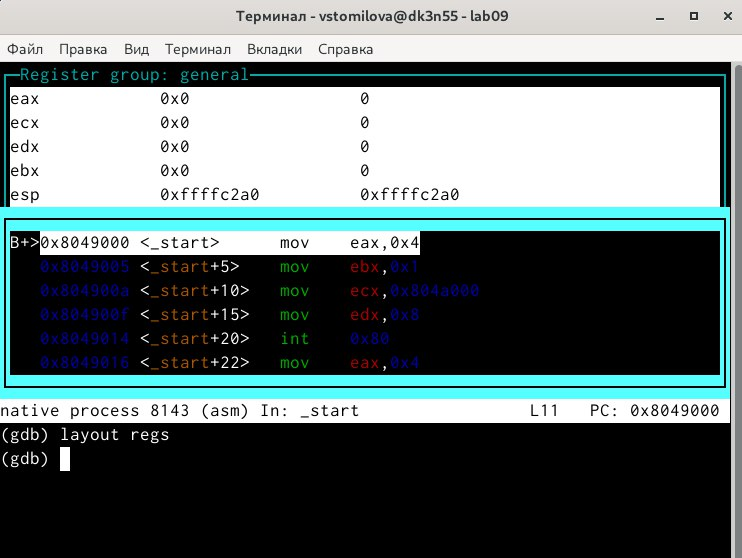 Терминал - vstomilova@dk3n55 - lab09
Файл Правка Вид Терминал Вкладки Справка
Register group: general
eax 0x0 0
ecx 0x0 0
edx 0x0 0
ebx 0x0 0
esp 0xffffc2a0 0xffffc2a0
B+>0x8049000 <_start> mov eax,0x4
0x8049005 <_start+5> mov ebx,0x1
0x804900a <_start+10> mov ecx,0x804a000
0x804900f <_start+15> mov edx,0x8
0x8049014 <_start+20> int 0x80
0x8049016 <_start+22> mov eax,0x4
native process 8143 (asm) In: _start L11 PC: 0x8049000
(gdb) layout regs
(gdb)